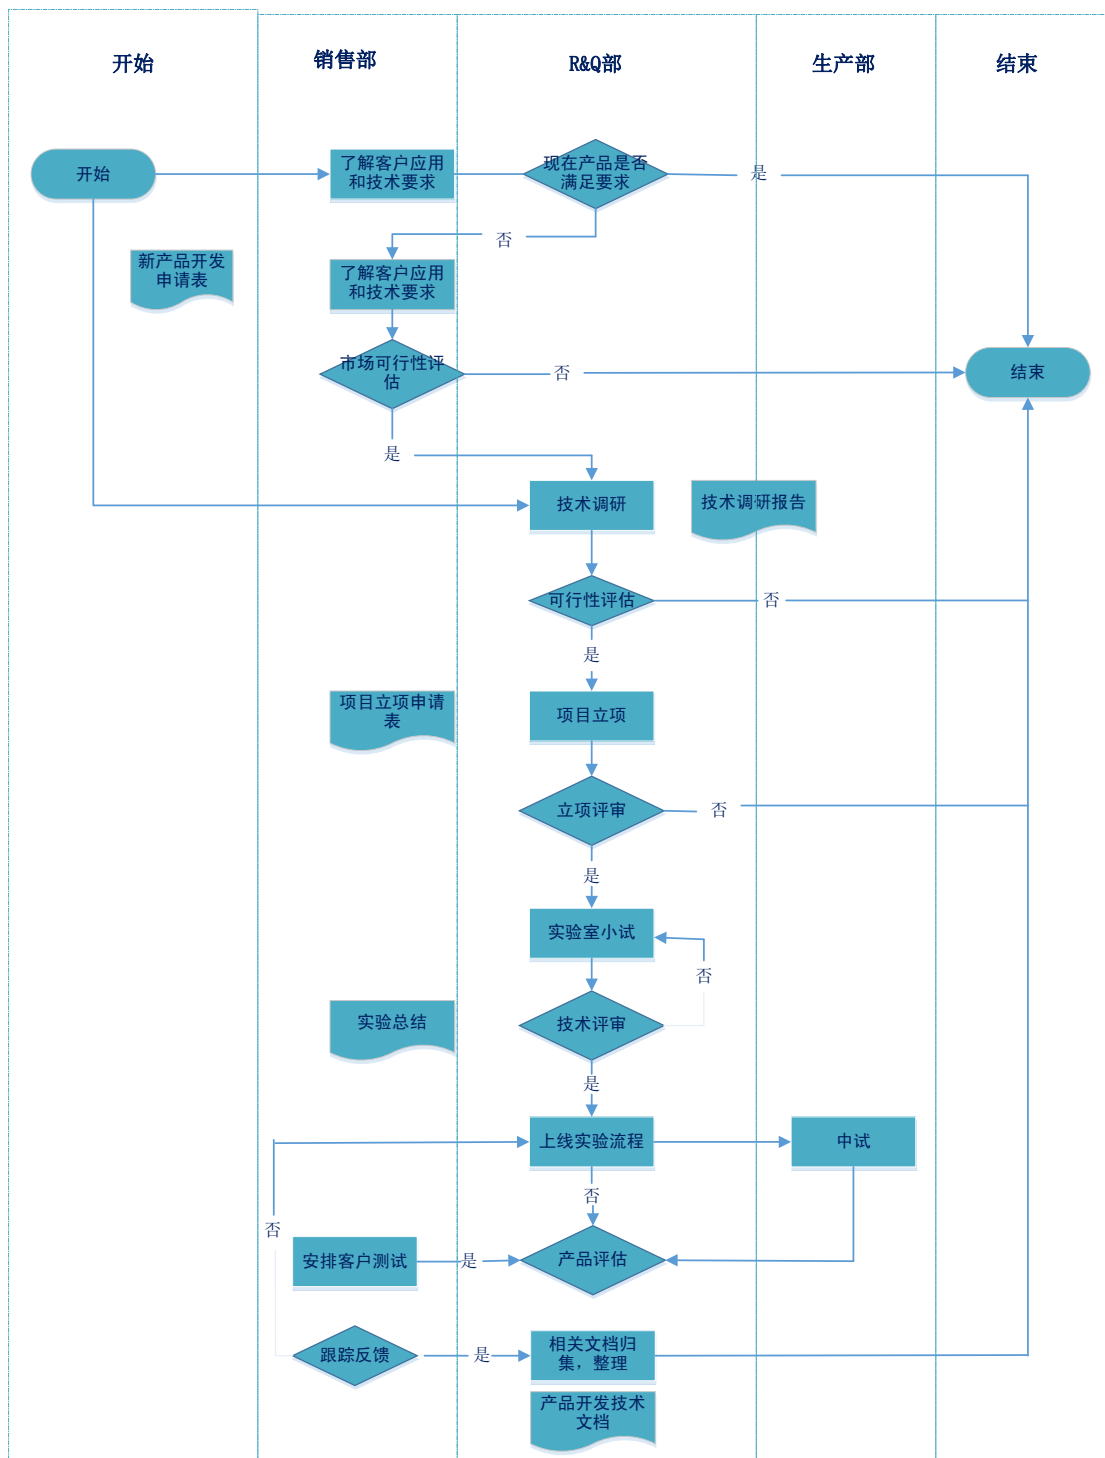 开始
销售部
R&Q部
生产部
结束
开始
了解客户应用
和技术要求
现在产品是否
满足要求
是
否
新产品开发
申请表
了解客户应用
和技术要求
市场可行性评
估
否
结束
是
技术调研
技术调研报告
可行性评估
否
是
项目立项申请
表
项目立项
立项评审
否
是
实验室小试
否
实验总结
技术评审
是
上线实验流程
中试
否
否
安排客户测试
是
产品评估
跟踪反馈
是
相关文档归
集，整理
产品开发技术
文档